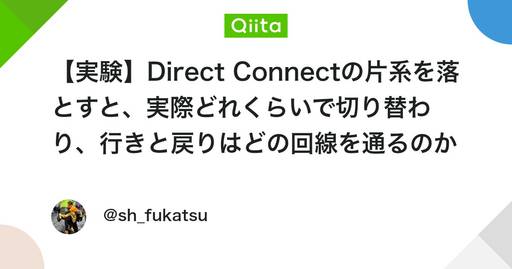 Qiita
【実験】Direct Connectの片系を落
とすと、実際どれくらいで切り替わ
り、行きと戻りはどの回線を通るのか
@sh_fukatsu